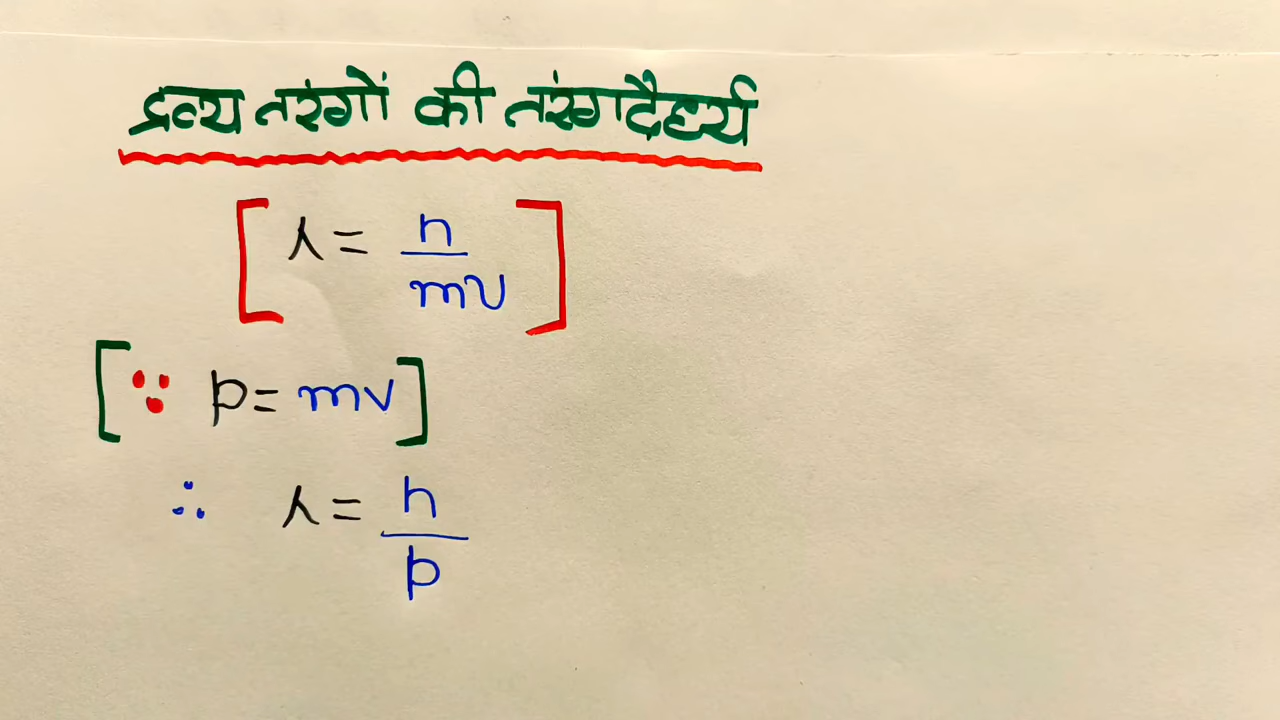 द्रव्य तरंगों की तरंगदैर्ध्य
[ λ = h/mv ]
[ ∵ p = mv ]
∴ λ = h/p